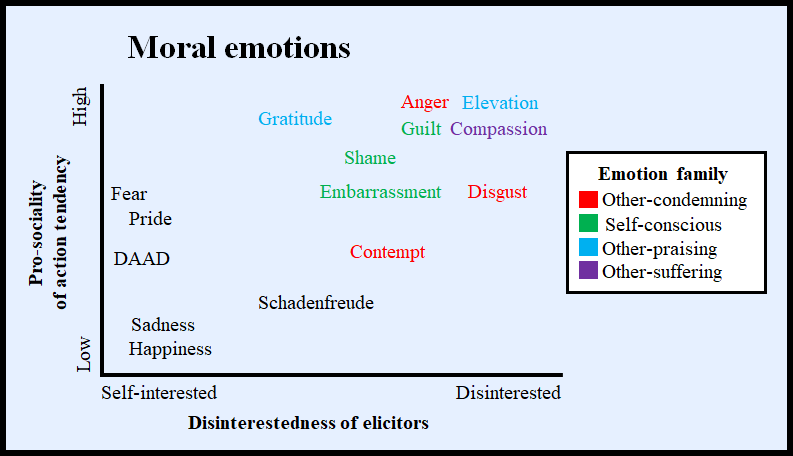 Moral emotions
High
Anger
Elevation
Gratitude
Guilt
Compassion
Shame
Fear
Embarrassment
Disgust
Pride
DAAD
Contempt
Schadenfreude
Sadness
Happiness
Low
Pro-sociality
of action tendency
Self-interested
Disinterested
Disinterestedness of elicitors
Emotion family
Other-condemning
Self-conscious
Other-praising
Other-suffering